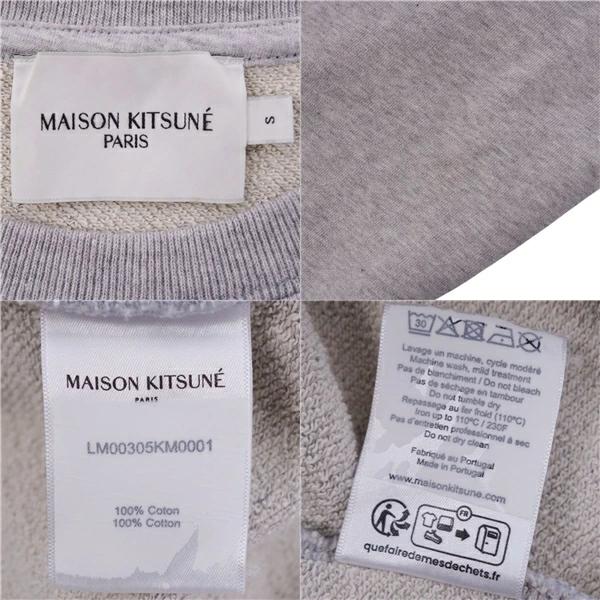 MAISON KITSUNÉ
PARIS
S
MAISON KITSUNÉ
PARIS
LM00305KM0001
100% Coton
100% Cotton
30
Lavage un machine, cycle modéré
Machine wash, mild treatment
Pas de blanchiment / Do not bleach
Pas de séchage en tambour
Do not tumble dry
Repassage au fer froid (110ºC)
Iron up to 110ºC / 230F
Pas d'entretien professionnel à sec
Do not dry clean
Fabriqué au Portugal
Made in Portugal
www.maisonkitsune.com
FR
quefairedemesdechets.fr/